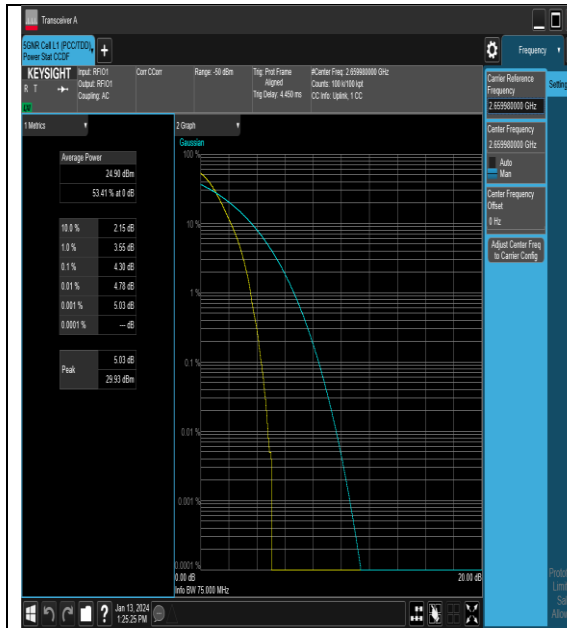 Transceiver A
5GNR Cell L1 (PCC/TDD),
Power Stat CCDF
Frequency
KEYSIGHT
R T
Input: RFIO1
Output: RFIO1
Coupling: AC
Corr CCorr
Range: -50 dBm
Trig: Prot Frame
Aligned
Trig Delay: 4.450 ms
#Center Freq: 2.659980000 GHz
Counts: 100 k/100 kpt
CC Info: Uplink, 1 CC
Carrier Reference
Frequency
2.659980000 GHz
Setting
Center Frequency
2.659980000 GHz
Auto
Man
Center Frequency
Offset
0 Hz
Adjust Center Freq
to Carrier Config
1 Metrics
Average Power
24.90 dBm
53.41 % at 0 dB
10.0 % 2.15 dB
1.0 % 3.55 dB
0.1 % 4.30 dB
0.01 % 4.78 dB
0.001 % 5.03 dB
0.0001 % --- dB
Peak
5.03 dB
29.93 dBm
2 Graph
Gaussian
100 %
10 %
1 %
0.1 %
0.01 %
0.001 %
0.0001 %
0.00 dB
20.00 dB
Info BW 75.000 MHz
Jan 13, 2024
1:25:25 PM
?